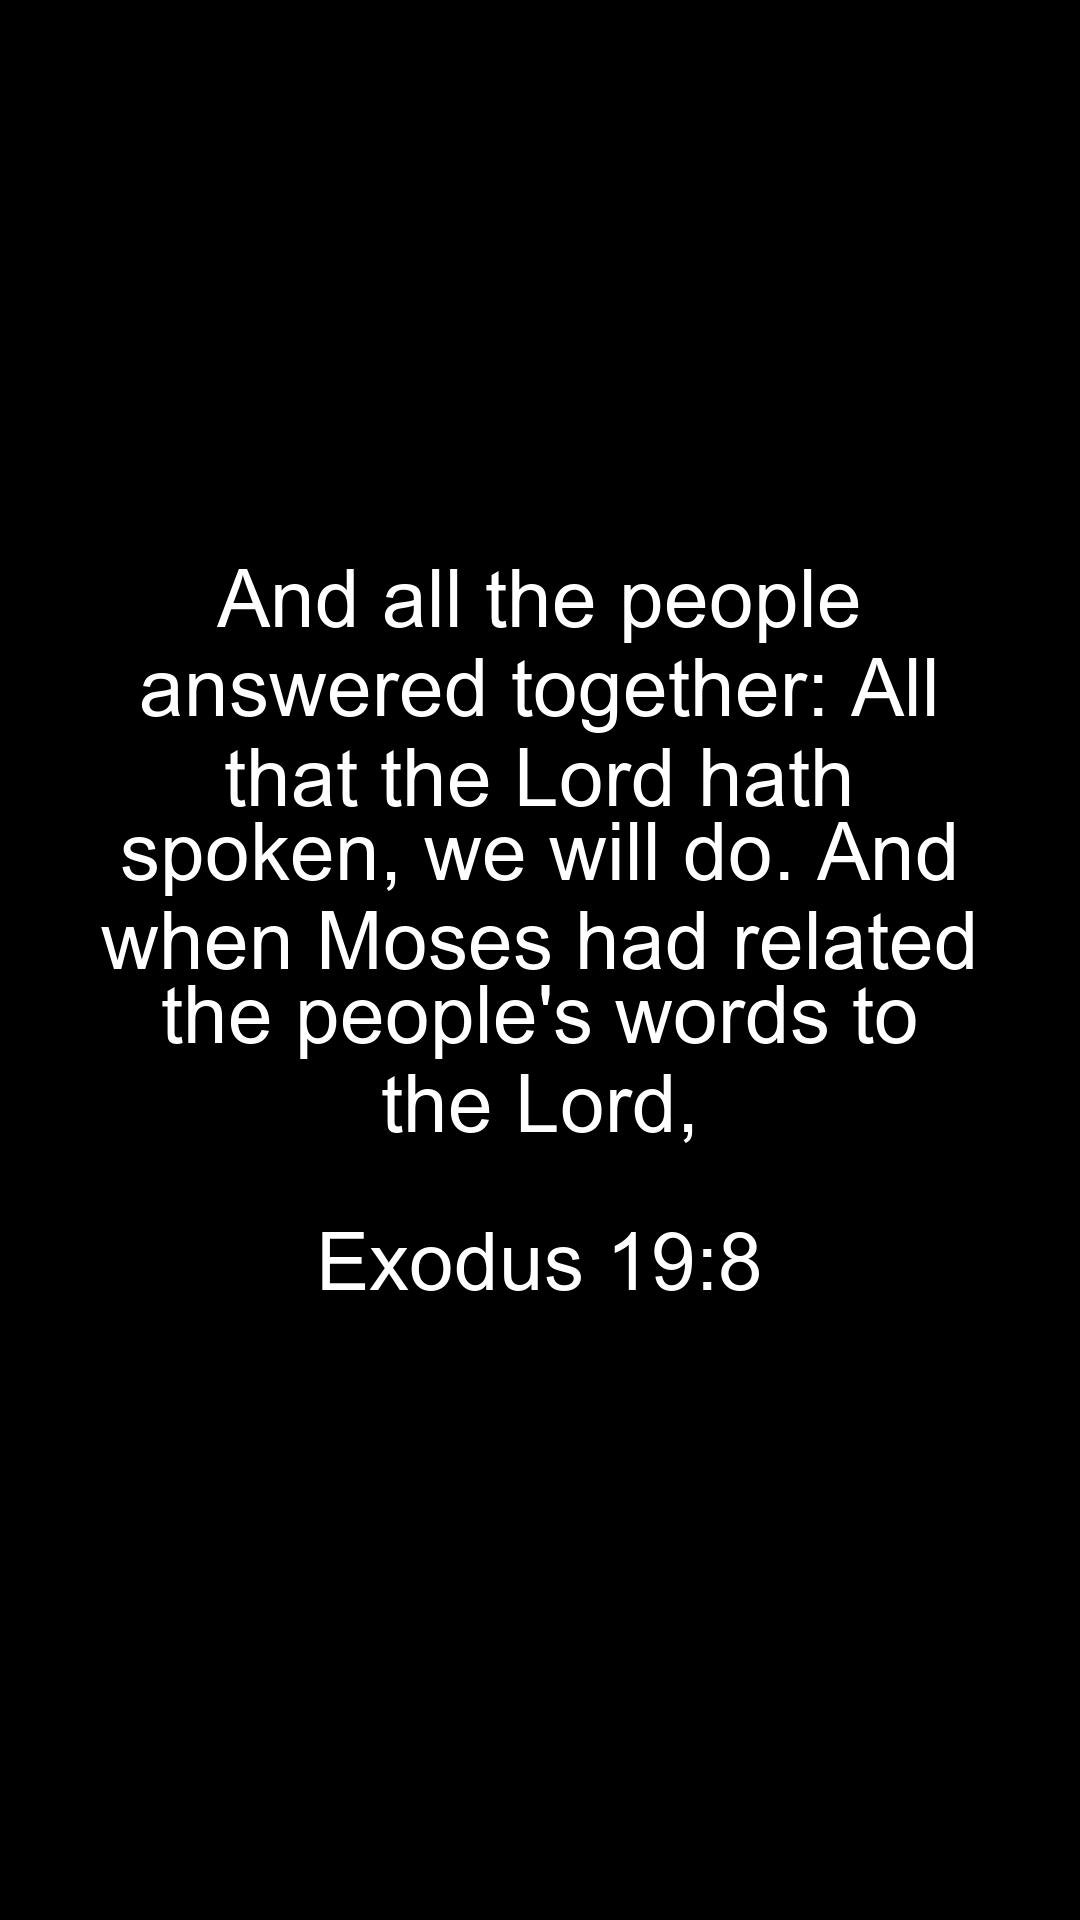 And all the people
answered together: All
that the Lord hath
spoken, we will do. And
when Moses had related
the people's words to
the Lord,
Exodus 19:8